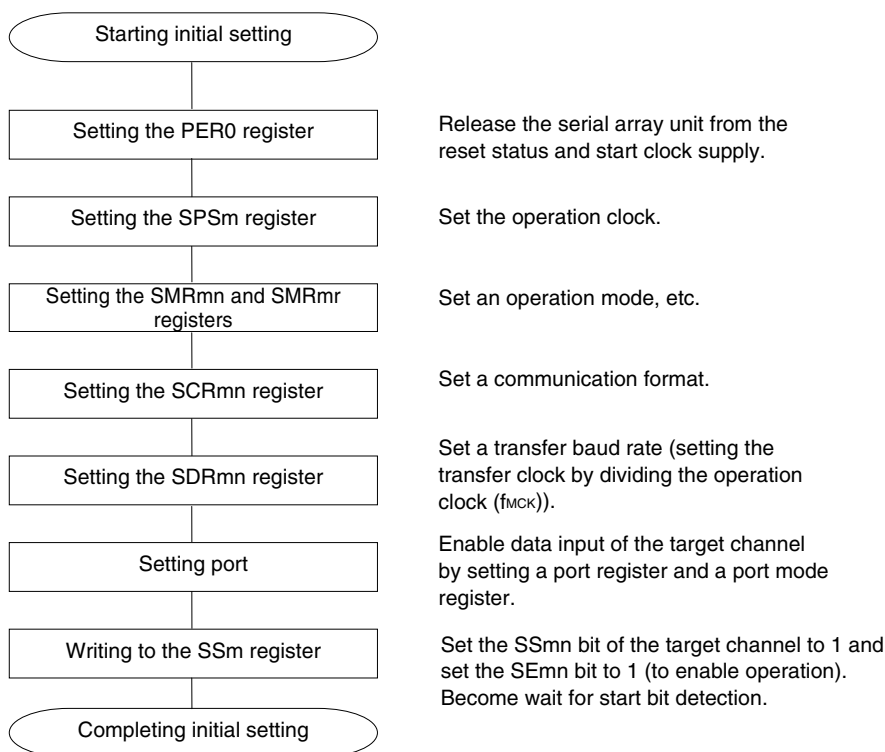 Starting initial setting
Setting the PER0 register
Release the serial array unit from the
reset status and start clock supply.
Setting the SPSm register
Set the operation clock.
Setting the SMRmn and SMRmr
registers
Set an operation mode, etc.
Setting the SCRmn register
Set a communication format.
Setting the SDRmn register
Set a transfer baud rate (setting the
transfer clock by dividing the operation
clock (fMCK)).
Setting port
Enable data input of the target channel
by setting a port register and a port mode
register.
Writing to the SSm register
Set the SSmn bit of the target channel to 1 and
set the SEmn bit to 1 (to enable operation).
Become wait for start bit detection.
Completing initial setting